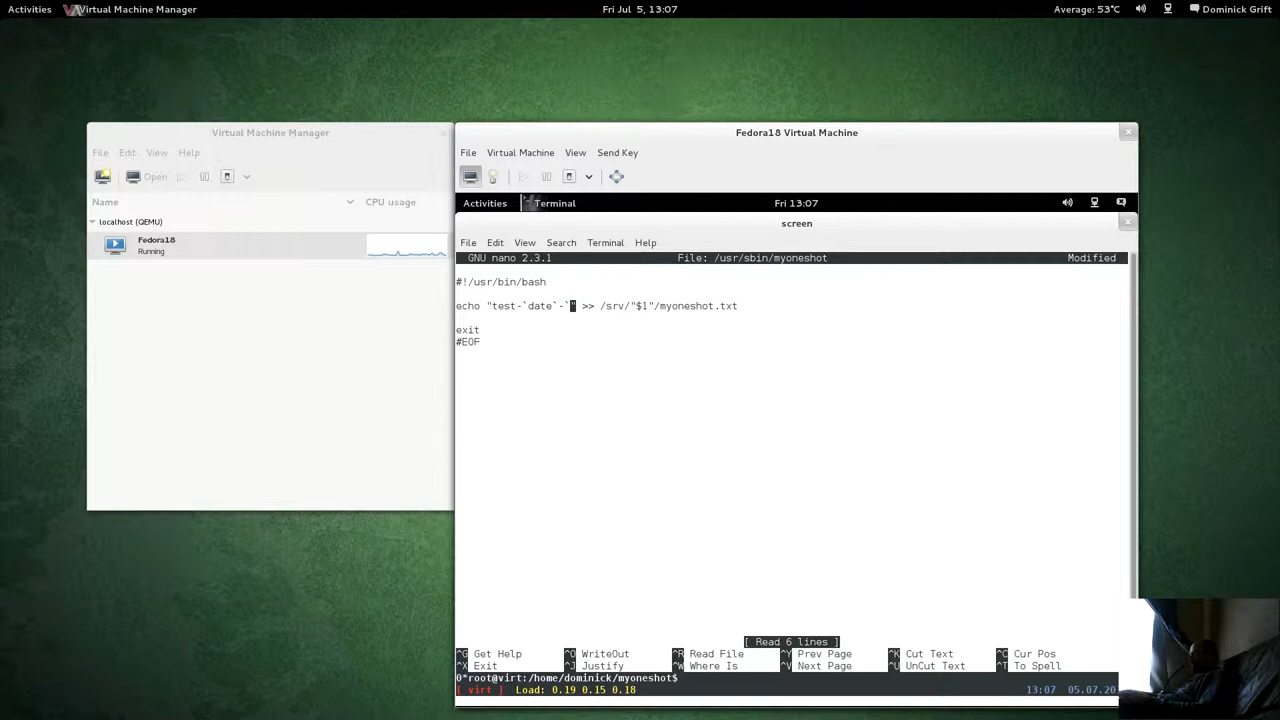 Activities Virtual Machine Manager Fri Jul 5, 13:07 Average: 53°C Dominick Grift
Virtual Machine Manager
File Edit View Help
Open
Name CPU usage
localhost (QEMU)
Fedora18
Running
Fedora18 Virtual Machine
File Virtual Machine View Send Key
Activities Terminal Fri 13:07
screen
File Edit View Search Terminal Help
GNU nano 2.3.1 File: /usr/sbin/myoneshot Modified
#!/usr/bin/bash
echo "test-`date`-`" >> /srv/"$1"/myoneshot.txt
exit
#EOF
[ Read 6 lines ]
^G Get Help ^O WriteOut ^R Read File ^Y Prev Page ^K Cut Text ^C Cur Pos
^X Exit ^J Justify ^W Where Is ^V Next Page ^U UnCut Text ^T To Spell
0*root@virt:/home/dominick/myoneshot$
[ virt ] Load: 0.19 0.15 0.18 13:07 05.07.20